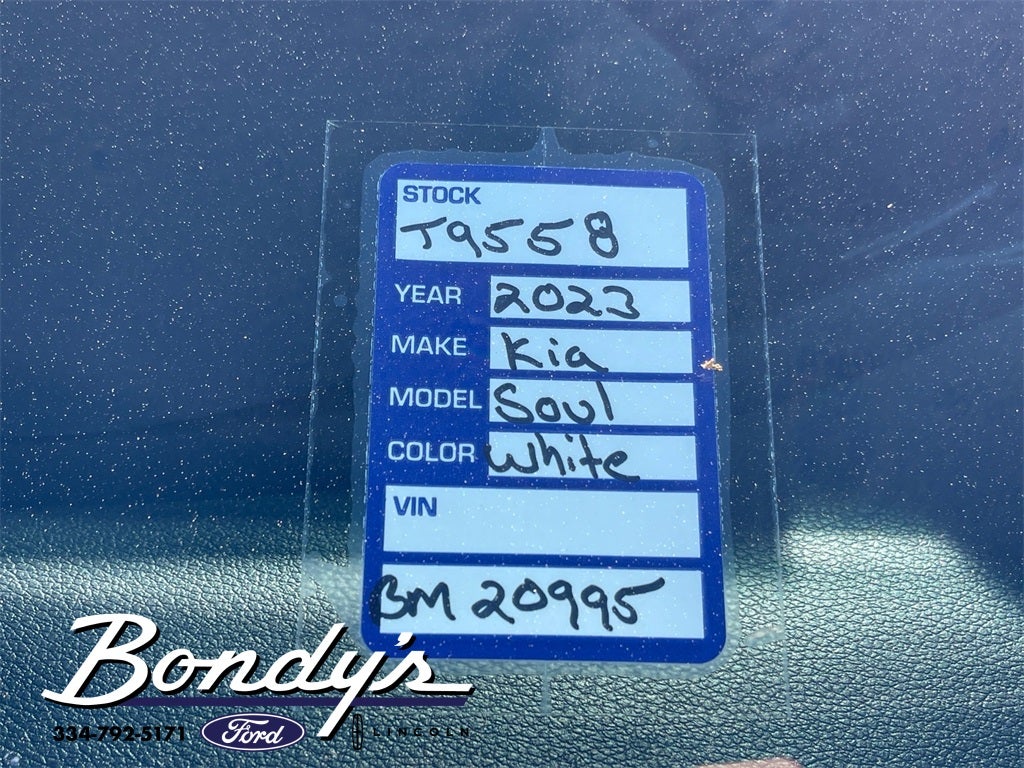 STOCK
T9558
YEAR 2023
MAKE Kia
MODEL Soul
COLOR White
VIN
BM 20995
Bondy's
334-792-5171 Ford LINCOLN